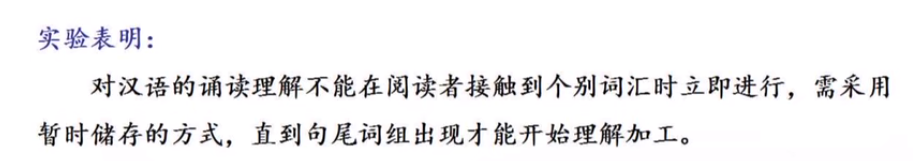 实验表明：
对汉语的诵读理解不能在阅读者接触到个别词汇时立即进行，需采用
暂时储存的方式，直到句尾词组出现才能开始理解加工。